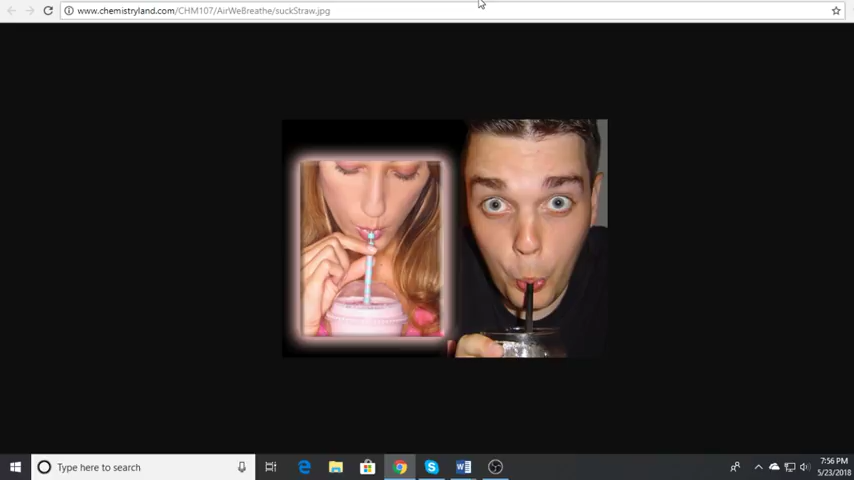 www.chemistryland.com/CHM107/AirWeBreathe/suckStraw.jpg
Type here to search
7:56 PM
5/23/2018